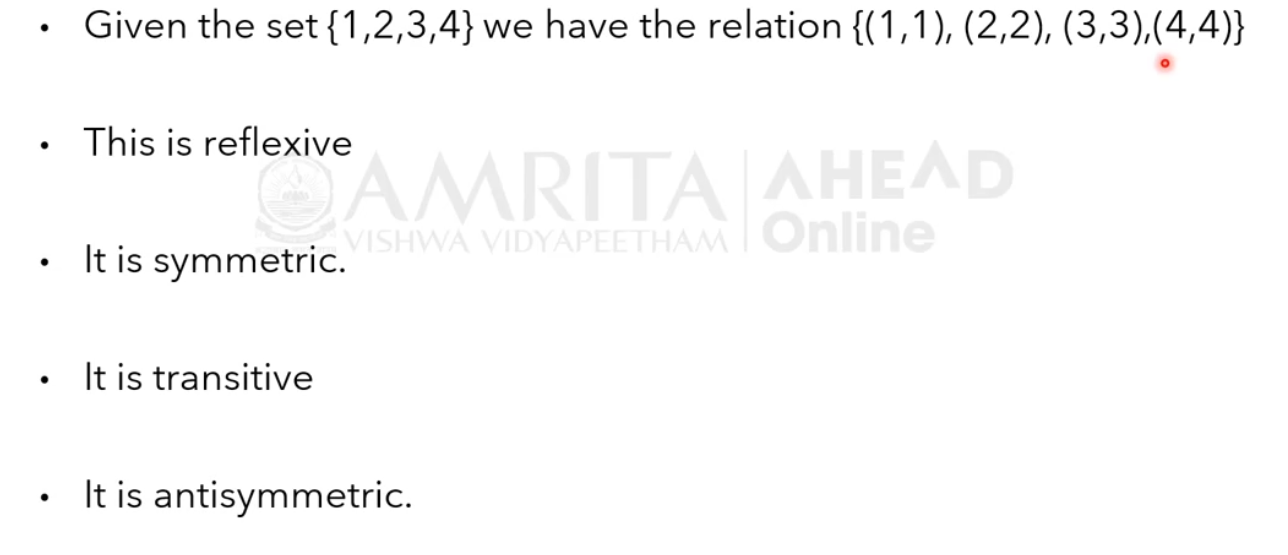 • Given the set {1,2,3,4} we have the relation {(1,1), (2,2), (3,3),(4,4)}
• This is reflexive
AMRITA AHEAD
VISHWA VIDYAPEETHAM Online
• It is symmetric.
• It is transitive
• It is antisymmetric.